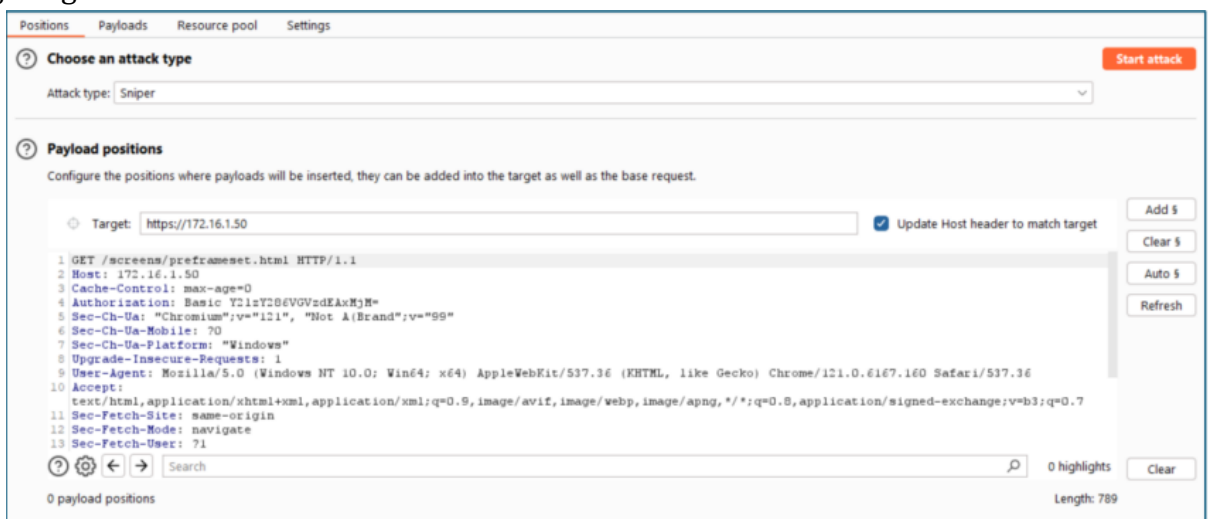 Positions Payloads Resource pool Settings
Choose an attack type
Start attack
Attack type: Sniper
Payload positions
Configure the positions where payloads will be inserted, they can be added into the target as well as the base request.
Target: https://172.16.1.50
Update Host header to match target
Add §
Clear §
Auto §
Refresh
1 GET /screens/preframeset.html HTTP/1.1
2 Host: 172.16.1.50
3 Cache-Control: max-age=0
4 Authorization: Basic
5 Sec-Ch-Ua: "Chromium";v="121", "Not A(Brand";v="99"
6 Sec-Ch-Ua-Mobile: ?0
7 Sec-Ch-Ua-Platform: "Windows"
8 Upgrade-Insecure-Requests: 1
9 User-Agent: Mozilla/5.0 (Windows NT 10.0; Win64; x64) AppleWebKit/537.36 (KHTML, like Gecko) Chrome/121.0.6167.160 Safari/537.36
10 Accept:
text/html,application/xhtml+xml,application/xml;q=0.9,image/avif,image/webp,image/apng,*/*;q=0.8,application/signed-exchange;v=b3;q=0.7
11 Sec-Fetch-Site: same-origin
12 Sec-Fetch-Mode: navigate
13 Sec-Fetch-User: ?1
Search
0 highlights
Clear
0 payload positions
Length: 789